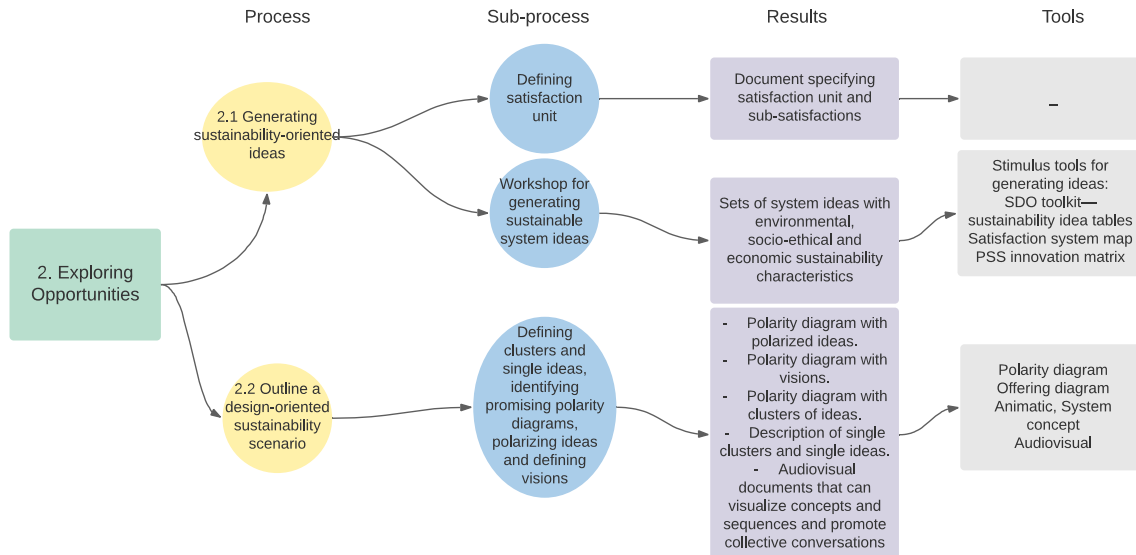 Process
Sub-process
Results
Tools
2. Exploring
Opportunities
2.1 Generating
sustainability-oriented
ideas
Defining
satisfaction
unit
Document specifying
satisfaction unit and
sub-satisfactions
–
Workshop for
generating
sustainable
system ideas
Sets of system ideas with
environmental,
socio-ethical and
economic sustainability
characteristics
Stimulus tools for
generating ideas:
SDO toolkit—
sustainability idea tables
Satisfaction system map
PSS innovation matrix
2.2 Outline a
design-oriented
sustainability
scenario
Defining
clusters and
single ideas,
identifying
promising polarity
diagrams,
polarizing ideas
and defining
visions
- Polarity diagram with
polarized ideas.
- Polarity diagram with
visions.
- Polarity diagram with
clusters of ideas.
- Description of single
clusters and single ideas.
- Audiovisual
documents that can
visualize concepts and
sequences and promote
collective conversations
Polarity diagram
Offering diagram
Animatic, System
concept
Audiovisual